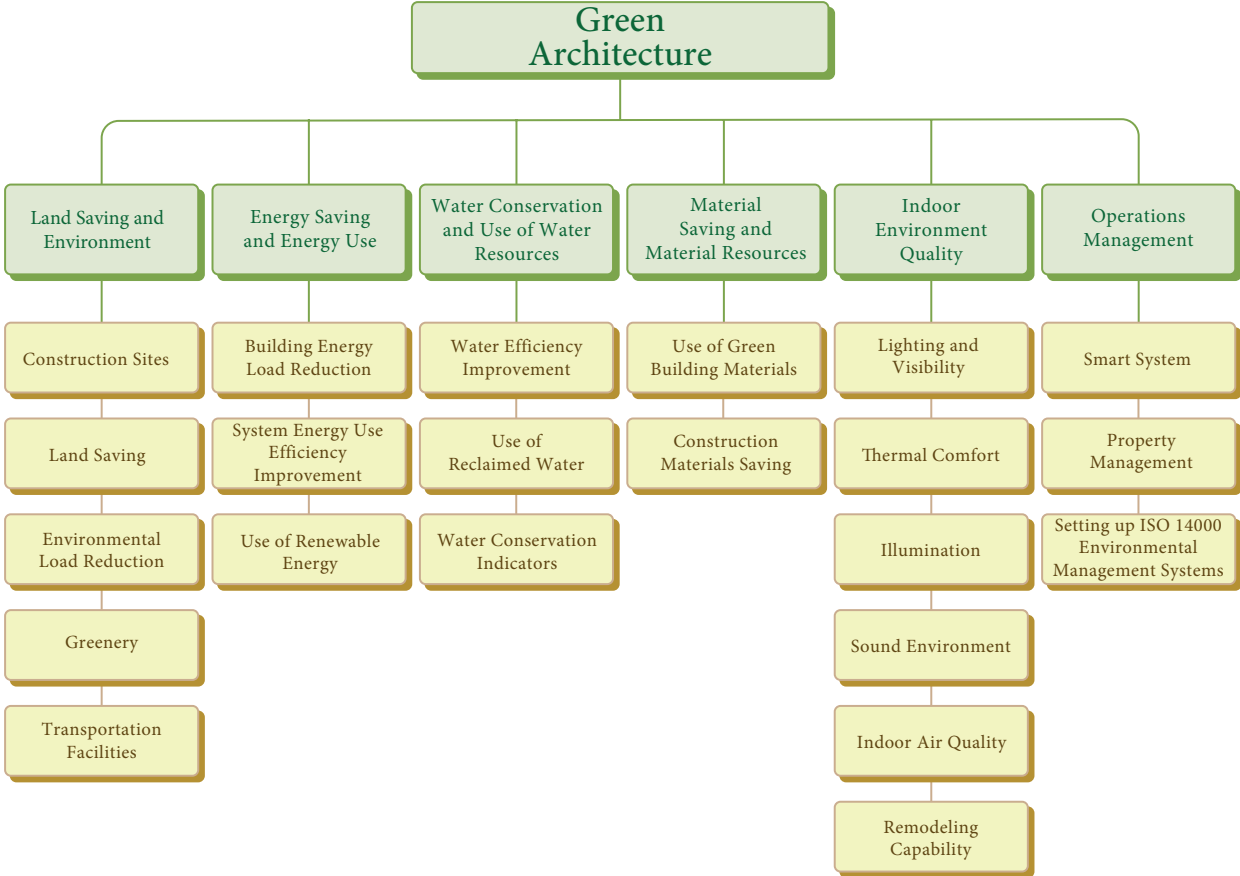 Green
Architecture
Land Saving and
Environment
Energy Saving
and Energy Use
Water Conservation
and Use of Water
Resources
Material
Saving and
Material Resources
Indoor
Environment
Quality
Operations
Management
Construction Sites
Land Saving
Environmental
Load Reduction
Greenery
Transportation
Facilities
Building Energy
Load Reduction
System Energy Use
Efficiency
Improvement
Use of Renewable
Energy
Water Efficiency
Improvement
Use of
Reclaimed Water
Water Conservation
Indicators
Use of Green
Building Materials
Construction
Materials Saving
Lighting and
Visibility
Thermal Comfort
Illumination
Sound Environment
Indoor Air Quality
Remodeling
Capability
Smart System
Property
Management
Setting up ISO 14000
Environmental
Management Systems